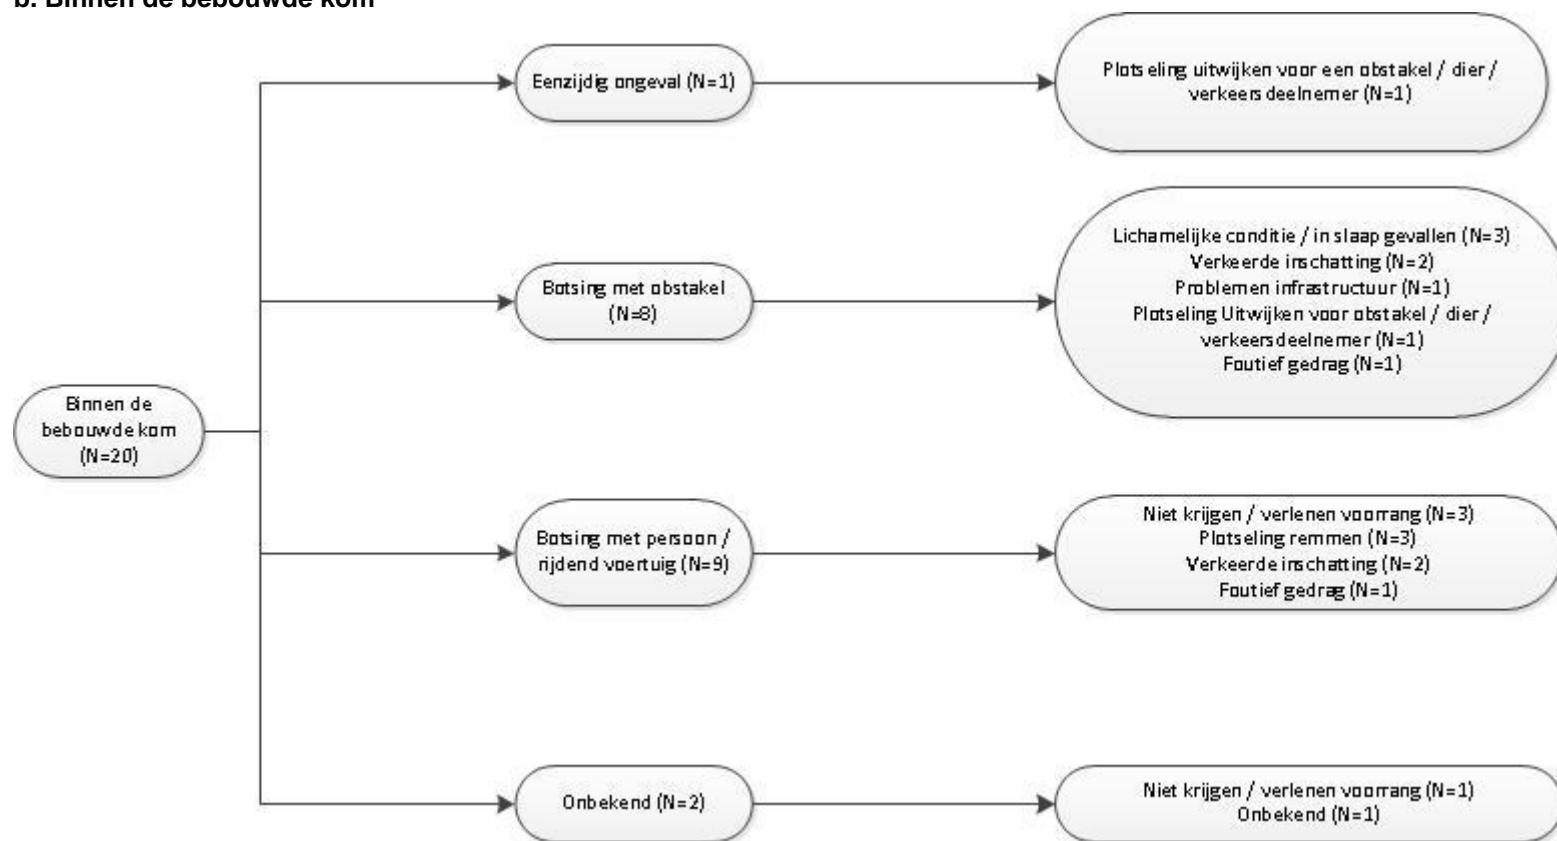 b. Binnen de bebouwde kom
Eenzijdig ongeval (N=1)
Plotseling uitwijken voor een obstakel / dier /
verkeersdeelnemer (N=1)
Botsing met obstakel
(N=8)
Lichamelijke conditie / in slaap gevallen (N=3)
Verkeerde inschatting (N=2)
Problemen infrastructuur (N=1)
Plotseling Uitwijken voor obstakel / dier /
verkeersdeelnemer (N=1)
Foutief gedrag (N=1)
Binnen de
bebouwde kom
(N=20)
Botsing met persoon /
rijdend voertuig (N=9)
Niet krijgen / verlenen voorrang (N=3)
Plotseling remmen (N=3)
Verkeerde inschatting (N=2)
Foutief gedrag (N=1)
Onbekend (N=2)
Niet krijgen / verlenen voorrang (N=1)
Onbekend (N=1)